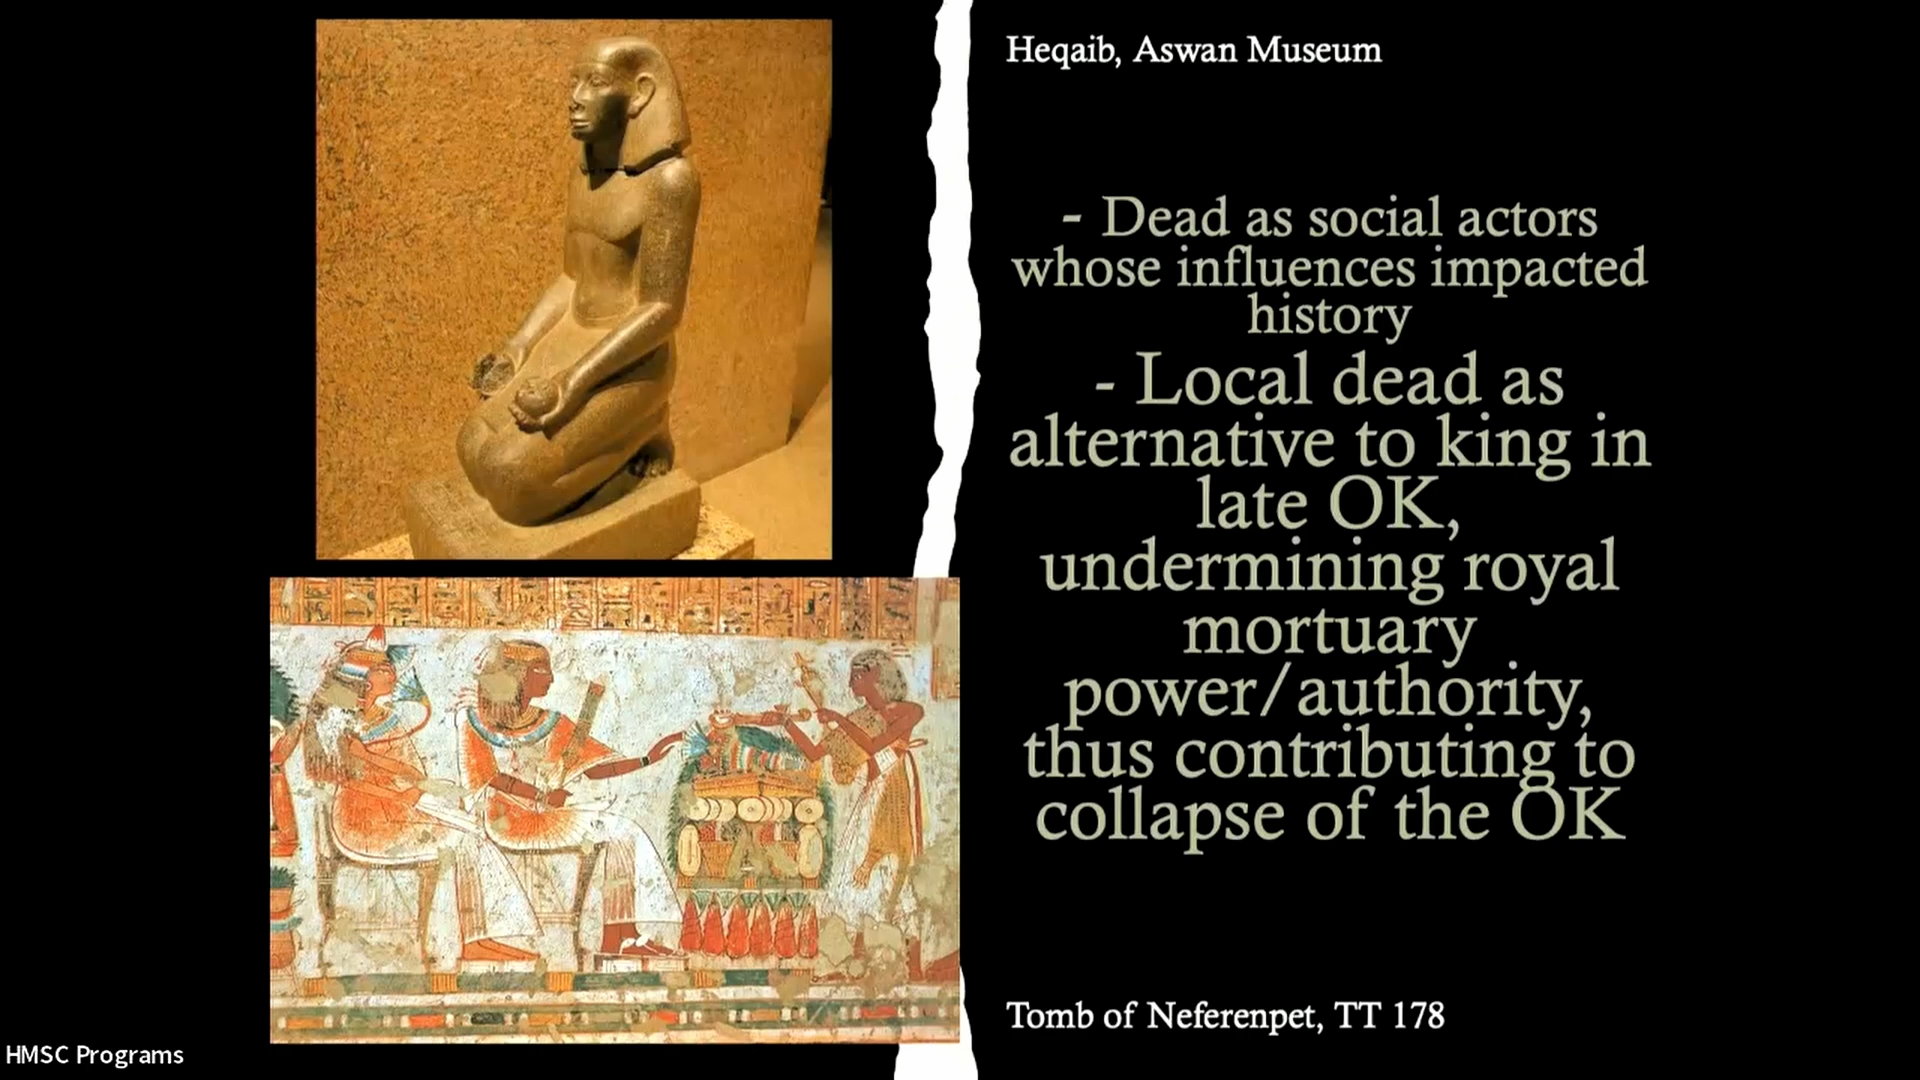 Heqaib, Aswan Museum
- Dead as social actors
whose influences impacted
history
- Local dead as
alternative to king in
late OK,
undermining royal
mortuary
power/authority,
thus contributing to
collapse of the OK
Tomb of Neferenpet, TT 178
HMSC Programs